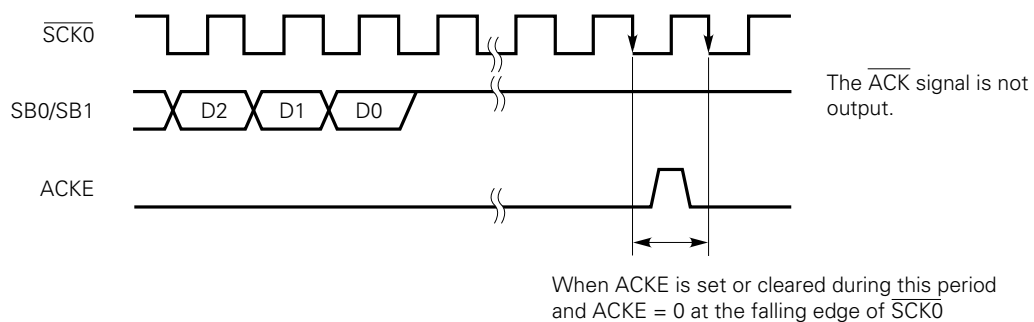 SCK0
The ACK signal is not
output.
SB0/SB1
D2
D1
D0
ACKE
When ACKE is set or cleared during this period
and ACKE = 0 at the falling edge of SCK0